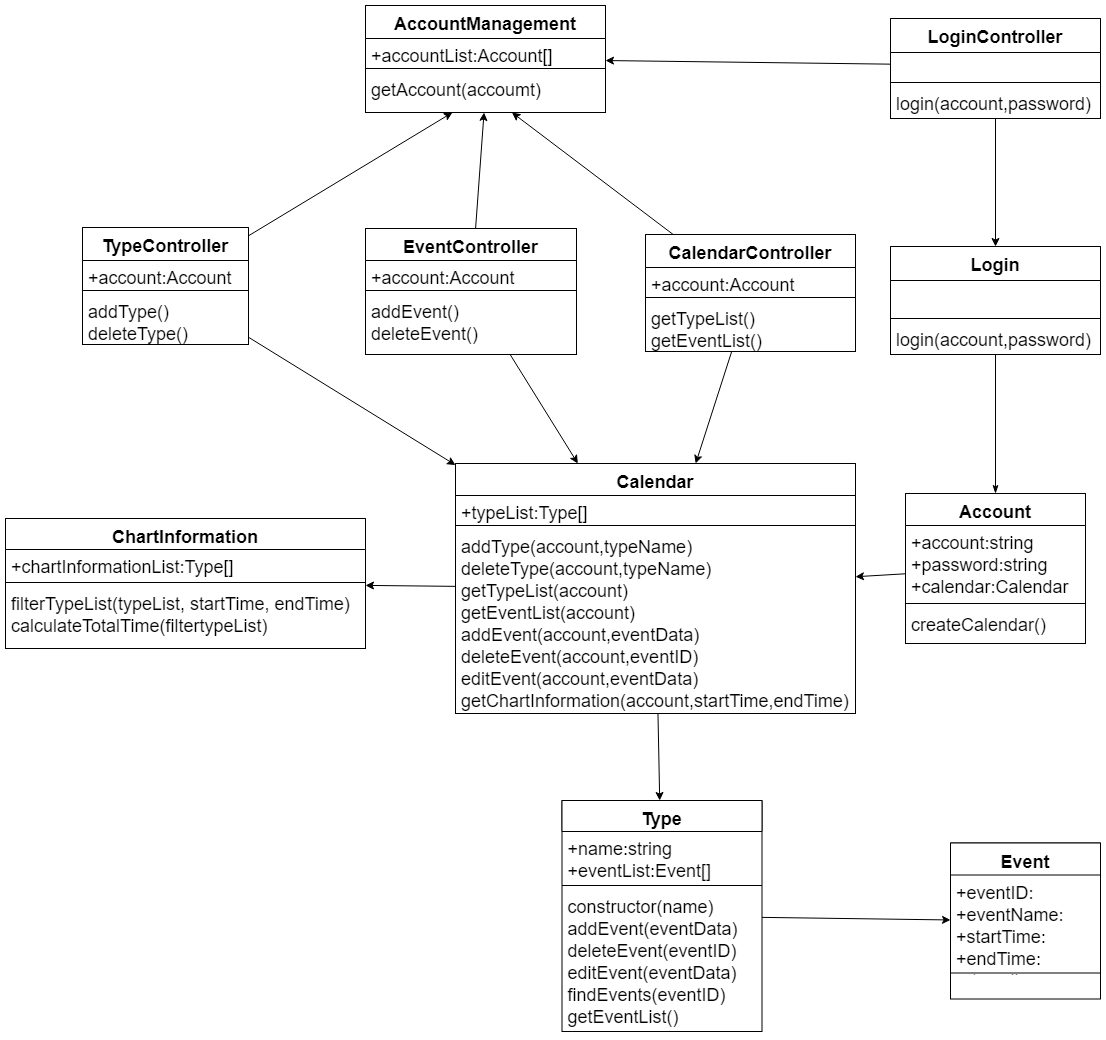 AccountManagement
+accountList:Account[]
getAccount(accoumt)
LoginController
login(account,password)
TypeController
+account:Account
addType()
deleteType()
EventController
+account:Account
addEvent()
deleteEvent()
CalendarController
+account:Account
getTypeList()
getEventList()
Login
login(account,password)
Calendar
+typeList:Type[]
addType(account,typeName)
deleteType(account,typeName)
getTypeList(account)
getEventList(account)
addEvent(account,eventData)
deleteEvent(account,eventID)
editEvent(account,eventData)
getChartInformation(account,startTime,endTime)
ChartInformation
+chartInformationList:Type[]
filterTypeList(typeList, startTime, endTime)
calculateTotalTime(filtertypeList)
Account
+account:string
+password:string
+calendar:Calendar
createCalendar()
Type
+name:string
+eventList:Event[]
constructor(name)
addEvent(eventData)
deleteEvent(eventID)
editEvent(eventData)
findEvents(eventID)
getEventList()
Event
+eventID:
+eventName:
+startTime:
+endTime: